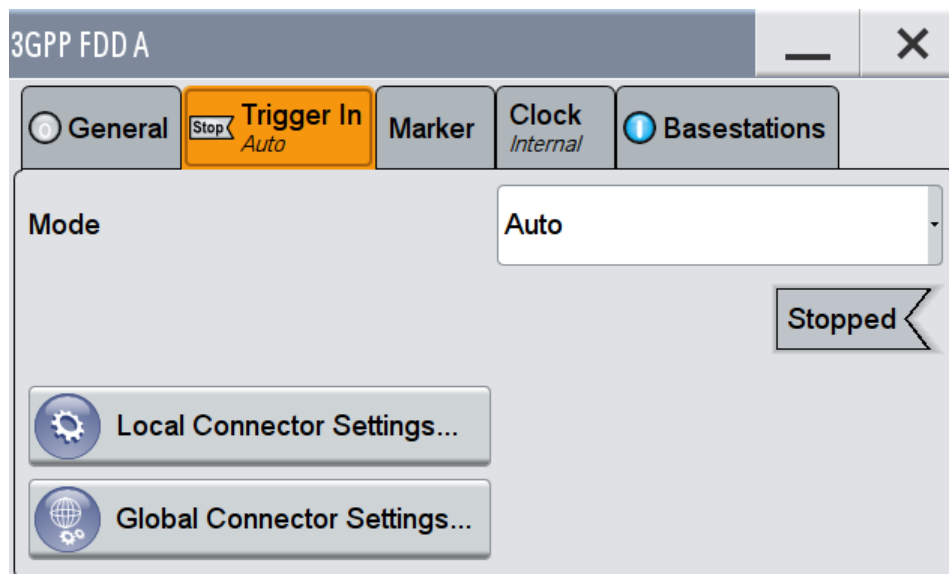 3GPP FDD A
General
Stop
Trigger In
Auto
Marker
Clock
Internal
Basestations
Mode
Auto
Stopped
Local Connector Settings...
Global Connector Settings...